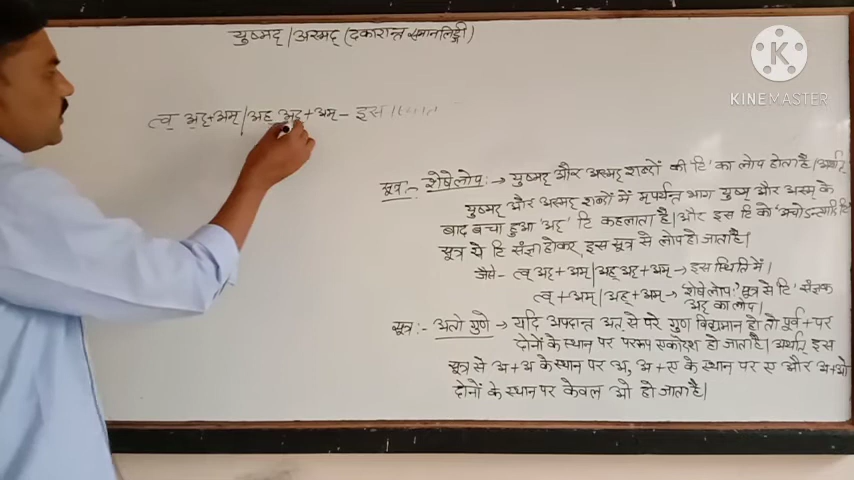 युष्मद् / अस्मद् (दकारान्त समानलिङ्गी)
त्व् अद्+अम् / अह् अद्+अम् - इस
सूत्र:- शेषे लोपः → युष्मद् और अस्मद् शब्दों की 'टि' का लोप होता है। अर्थात्
युष्मद् और अस्मद् शब्दों में मपर्यन्त भाग युष्म् और अस्म् के
बाद बचा हुआ 'अद्' टि कहलाता है। और इस टि की
सूत्र से टि संज्ञा होकर, इस सूत्र से लोप हो जाता है।
जैसे - त्व् अद् + अम् / अह् अद् + अम् → इस स्थिति में।
त्व् + अम् / अह् + अम् → 'शेषे लोपः' सूत्र से 'टि' संज्ञक
अद् का लोप।
सूत्र :- अतो गुणे → यदि अपदान्त अत् से परे गुण विद्यमान हो तो पूर्व + पर
दोनों के स्थान पर पररूप एकादेश हो जाता है। अर्थात् इस
सूत्र से अ + अ के स्थान पर अ, अ + ए के स्थान पर ए और अ + ओ
दोनों के स्थान पर केवल ओ हो जाता है।
KINEMASTER